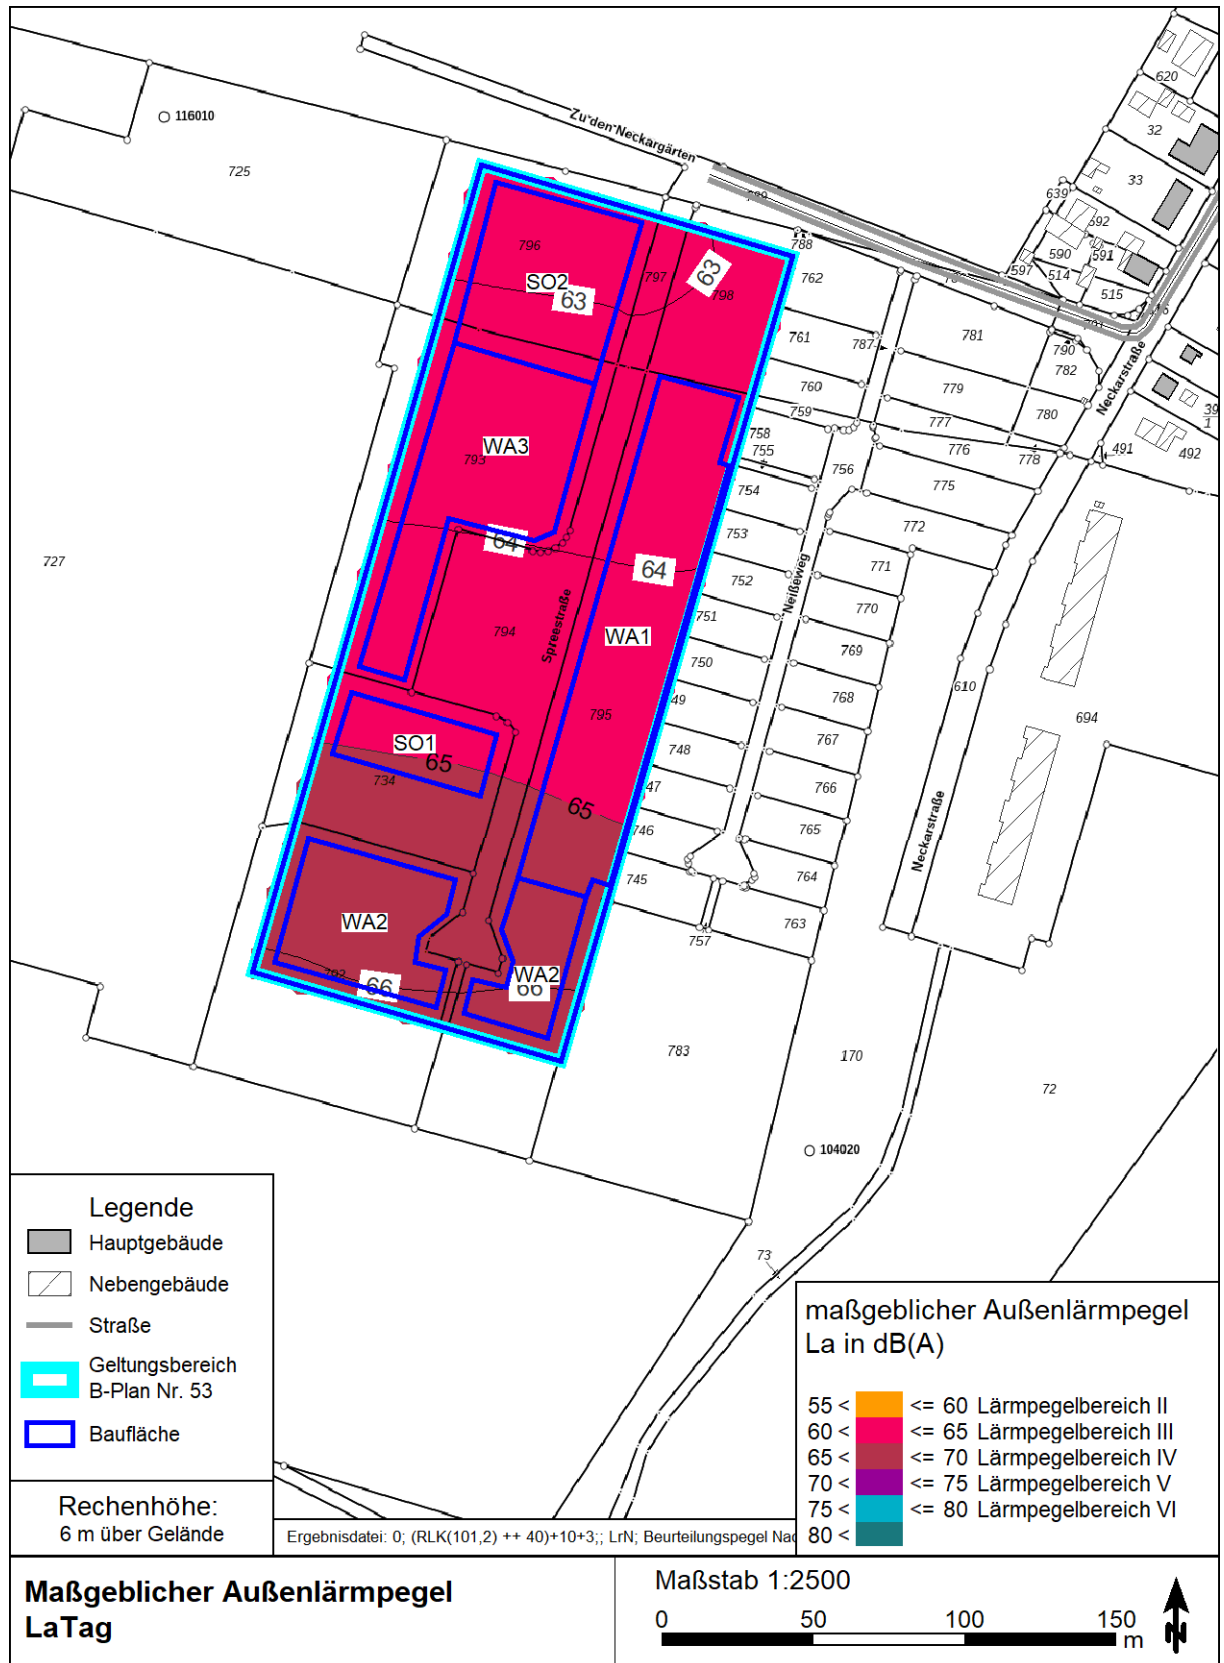 116010
725
Zu den Neckargärten
620
32
33
639
592
590
591
597
514
515
788
762
796
797
798
SO2
63
63
761
787
781
790
782
760
779
780
759
777
758
776
778
755
756
754
775
491
492
39
1
Neckarstraße
WA3
793
64
64
753
772
752
771
727
751
770
Neißeweg
794
Spreestraße
WA1
750
769
768
610
694
795
49
767
SO1
748
65
734
47
766
65
746
765
745
764
Neckarstraße
WA2
763
757
792
66
WA2
66
783
170
72
104020
73
Legende
Hauptgebäude
Nebengebäude
Straße
Geltungsbereich
B-Plan Nr. 53
Baufläche
Rechenhöhe:
6 m über Gelände
Ergebnisdatei: 0; (RLK(101,2) ++ 40)+10+3;; LrN; Beurteilungspegel Nac
maßgeblicher Außenlärmpegel
La in dB(A)
55 < <= 60 Lärmpegelbereich II
60 < <= 65 Lärmpegelbereich III
65 < <= 70 Lärmpegelbereich IV
70 < <= 75 Lärmpegelbereich V
75 < <= 80 Lärmpegelbereich VI
80 <
Maßgeblicher Außenlärmpegel
LaTag
Maßstab 1:2500
0 50 100 150
m
N